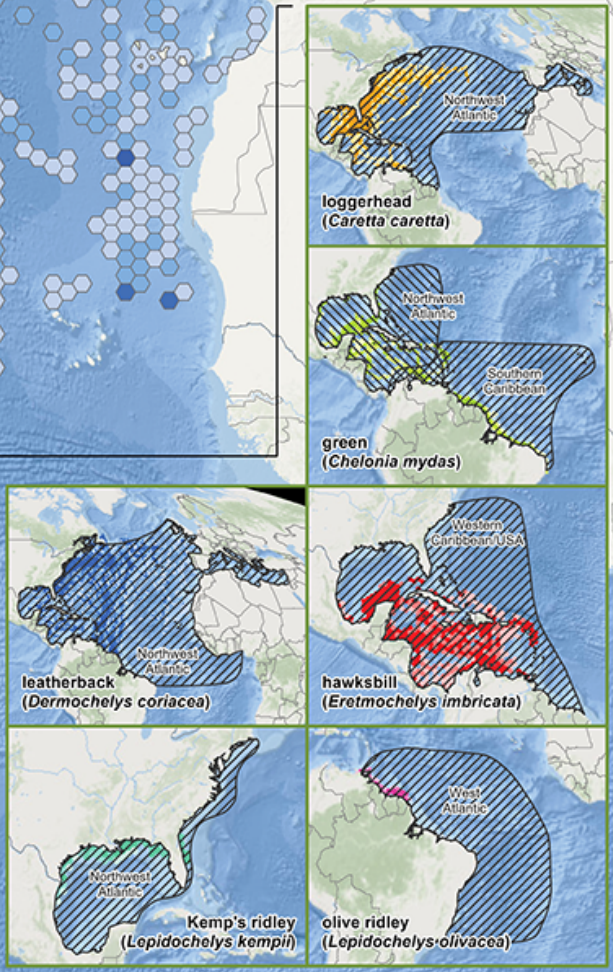 Northwest
Atlantic
loggerhead
(Caretta caretta)
Northwest
Atlantic
Southern
Caribbean
green
(Chelonia mydas)
Northwest
Atlantic
leatherback
(Dermochelys coriacea)
Western
Caribbean/USA
hawksbill
(Eretmochelys imbricata)
Northwest
Atlantic
Kemp's ridley
(Lepidochelys kempii)
West
Atlantic
olive ridley
(Lepidochelys olivacea)